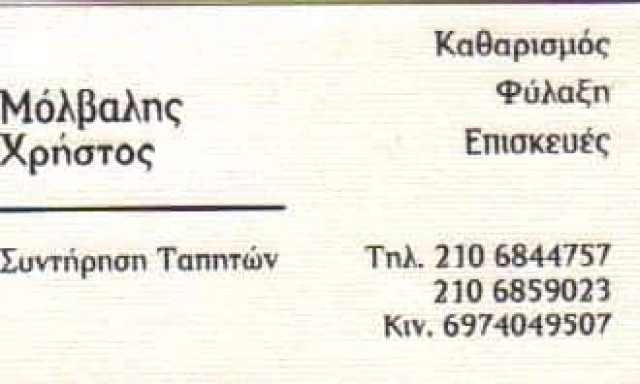 Καθαρισμός
Φύλαξη
Επισκευές
Μόλβαλης
Χρήστος
Συντήρηση Ταπητών
Τηλ. 210 6844757
210 6859023
Κιν. 6974049507